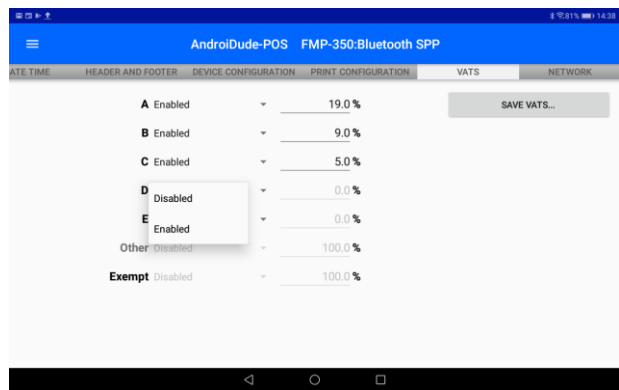 81% 14:38
AndroiDude-POS FMP-350:Bluetooth SPP
ATE TIME HEADER AND FOOTER DEVICE CONFIGURATION PRINT CONFIGURATION VATS NETWORK
A Enabled 19.0 % SAVE VATS...
B Enabled 9.0 %
C Enabled 5.0 %
D 0.0 %
Disabled
E 0.0 %
Enabled
Other Disabled 100.0 %
Exempt Disabled 100.0 %